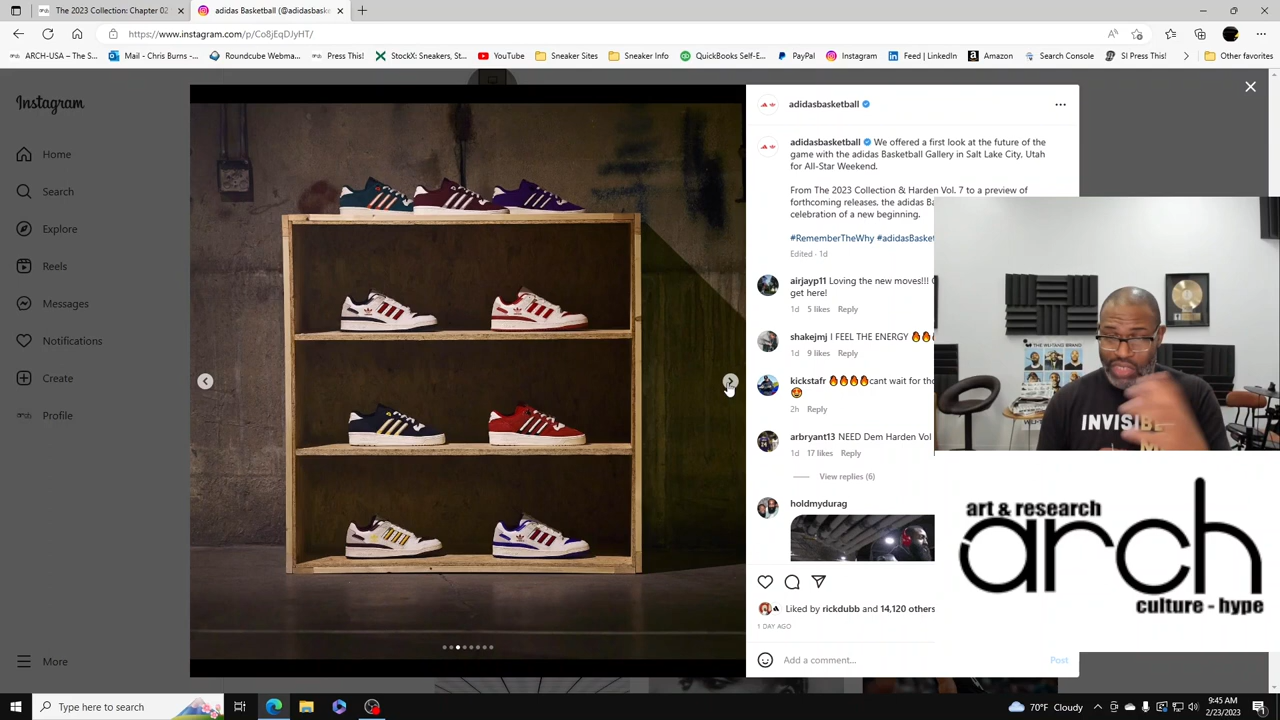 The 2023 Collection: Chapter 02
adidas Basketball (@adidasbaske
https://www.instagram.com/p/Co8jEqDJyHT/
ARCH-USA – The S...
Mail - Chris Burns -...
Roundcube Webma...
Press This!
StockX: Sneakers, St...
YouTube
Sneaker Sites
Sneaker Info
QuickBooks Self-E...
PayPal
Instagram
Feed | LinkedIn
Amazon
Search Console
SI Press This!
Other favorites
Instagram
Home
Search
Explore
Reels
Messages
Notifications
Create
Profile
More
adidasbasketball
adidasbasketball We offered a first look at the future of the
game with the adidas Basketball Gallery in Salt Lake City, Utah
for All-Star Weekend.
From The 2023 Collection & Harden Vol. 7 to a preview of
forthcoming releases, the adidas Ba
celebration of a new beginning.
#RememberTheWhy #adidasBasket
Edited · 1d
airjayp11 Loving the new moves!!! C
get here!
1d 5 likes Reply
shakejmj I FEEL THE ENERGY 🔥🔥
1d 9 likes Reply
kickstafr 🔥🔥🔥🔥cant wait for tho
😍
2h Reply
arbryant13 NEED Dem Harden Vol
1d 17 likes Reply
View replies (6)
holdmydurag
Liked by rickdubb and 14,120 others
1 DAY AGO
Add a comment...
Post
THE WU-TANG BRAND
INVISIBLE
art & research
arch
culture - hype
Type here to search
70°F Cloudy
9:45 AM
2/23/2023